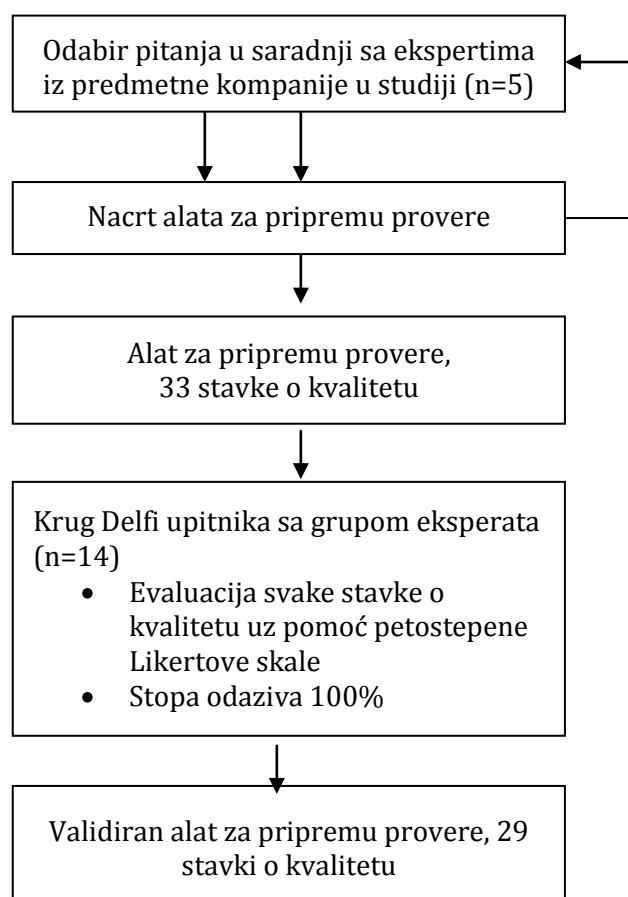 Odabir pitanja u saradnji sa ekspertima
iz predmetne kompanije u studiji (n=5)
Nacrt alata za pripremu provere
Alat za pripremu provere,
33 stavke o kvalitetu
Krug Delfi upitnika sa grupom eksperata
(n=14)
• Evaluacija svake stavke o
kvalitetu uz pomoć petostepene
Likertove skale
• Stopa odaziva 100%
Validiran alat za pripremu provere, 29
stavki o kvalitetu